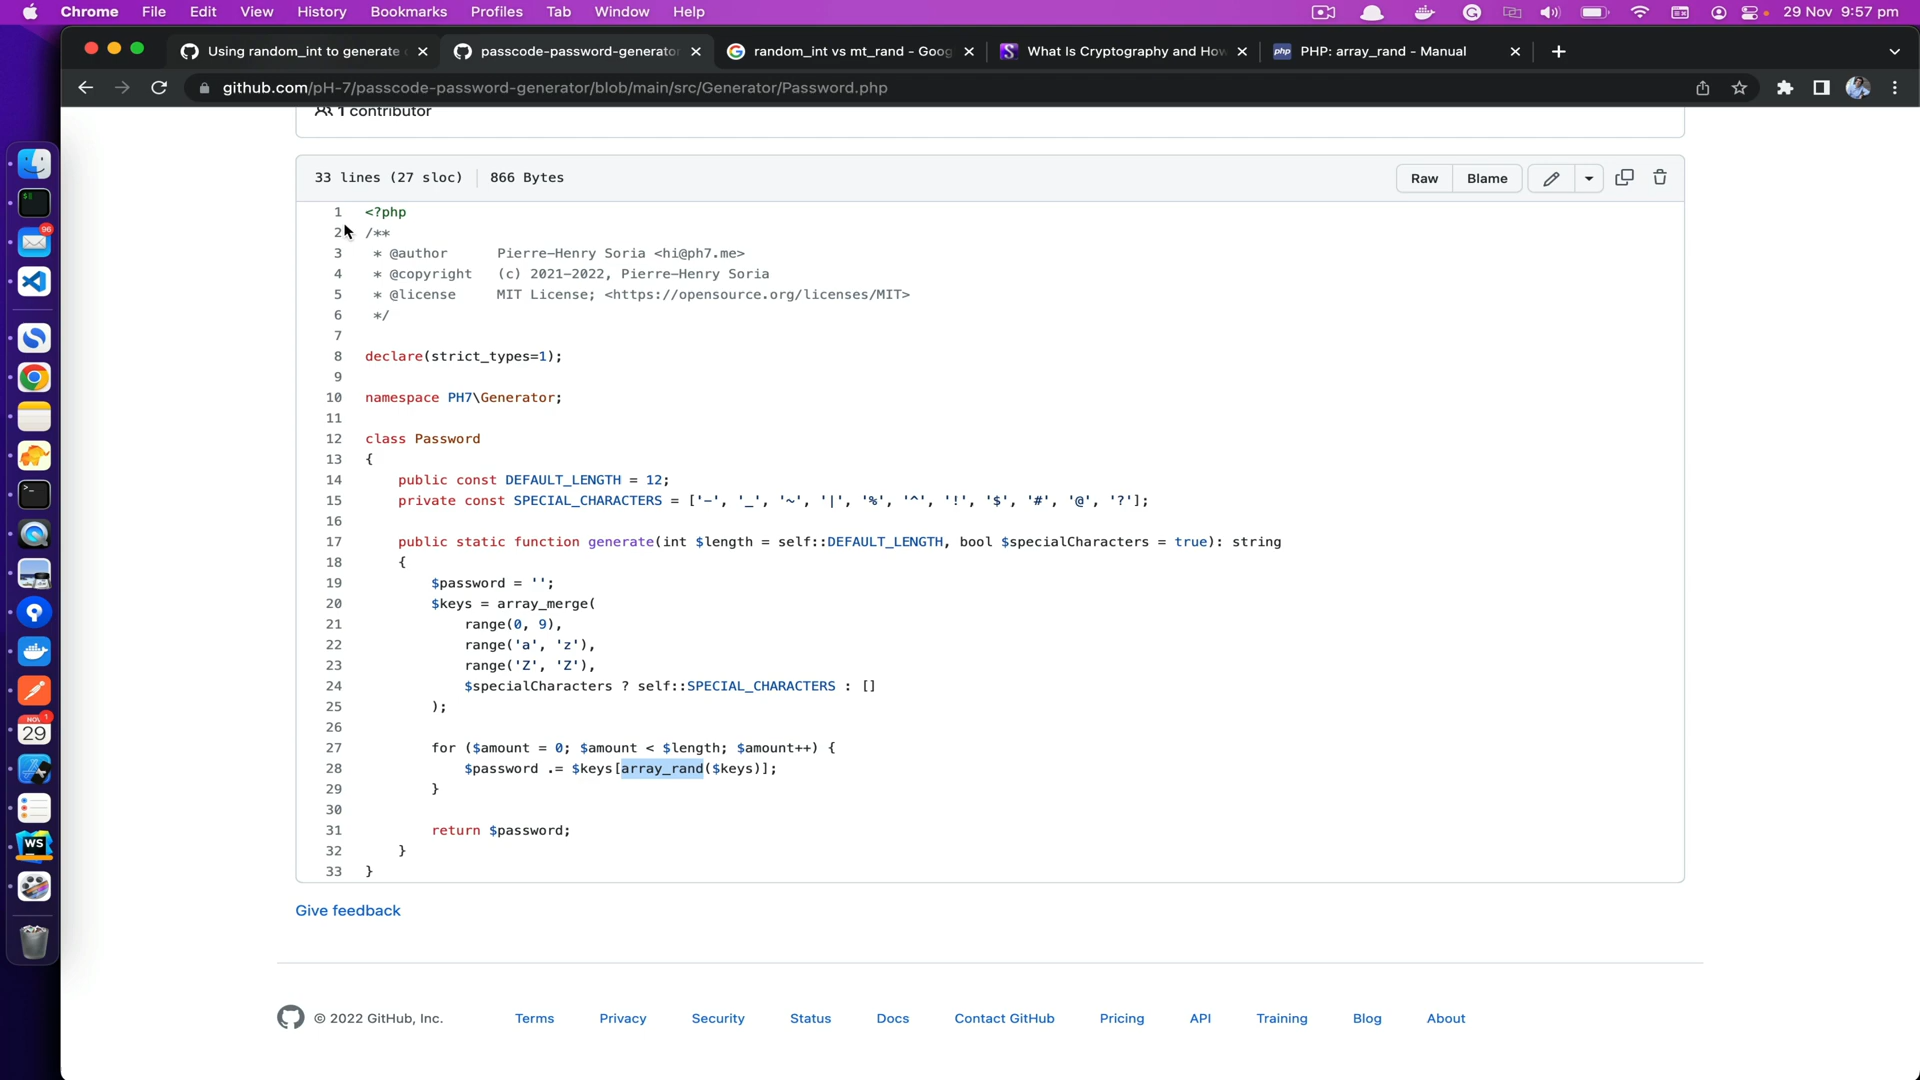 Chrome File Edit View History Bookmarks Profiles Tab Window Help 29 Nov 9:57 pm
Using random_int to generate passcode-password-generator random_int vs mt_rand - Goog What Is Cryptography and How php PHP: array_rand - Manual
github.com/pH-7/passcode-password-generator/blob/main/src/Generator/Password.php
1 contributor
33 lines (27 sloc) 866 Bytes Raw Blame
1 <?php
2 /**
3 * @author Pierre-Henry Soria <hi@ph7.me>
4 * @copyright (c) 2021-2022, Pierre-Henry Soria
5 * @license MIT License; <https://opensource.org/licenses/MIT>
6 */
7
8 declare(strict_types=1);
9
10 namespace PH7\Generator;
11
12 class Password
13 {
14 public const DEFAULT_LENGTH = 12;
15 private const SPECIAL_CHARACTERS = ['-', '_', '~', '|', '%', '^', '!', '$', '#', '@', '?'];
16
17 public static function generate(int $length = self::DEFAULT_LENGTH, bool $specialCharacters = true): string
18 {
19 $password = '';
20 $keys = array_merge(
21 range(0, 9),
22 range('a', 'z'),
23 range('Z', 'Z'),
24 $specialCharacters ? self::SPECIAL_CHARACTERS : []
25 );
26
27 for ($amount = 0; $amount < $length; $amount++) {
28 $password .= $keys[array_rand($keys)];
29 }
30
31 return $password;
32 }
33 }
Give feedback
© 2022 GitHub, Inc. Terms Privacy Security Status Docs Contact GitHub Pricing API Training Blog About
96
NOV 1
29
WS